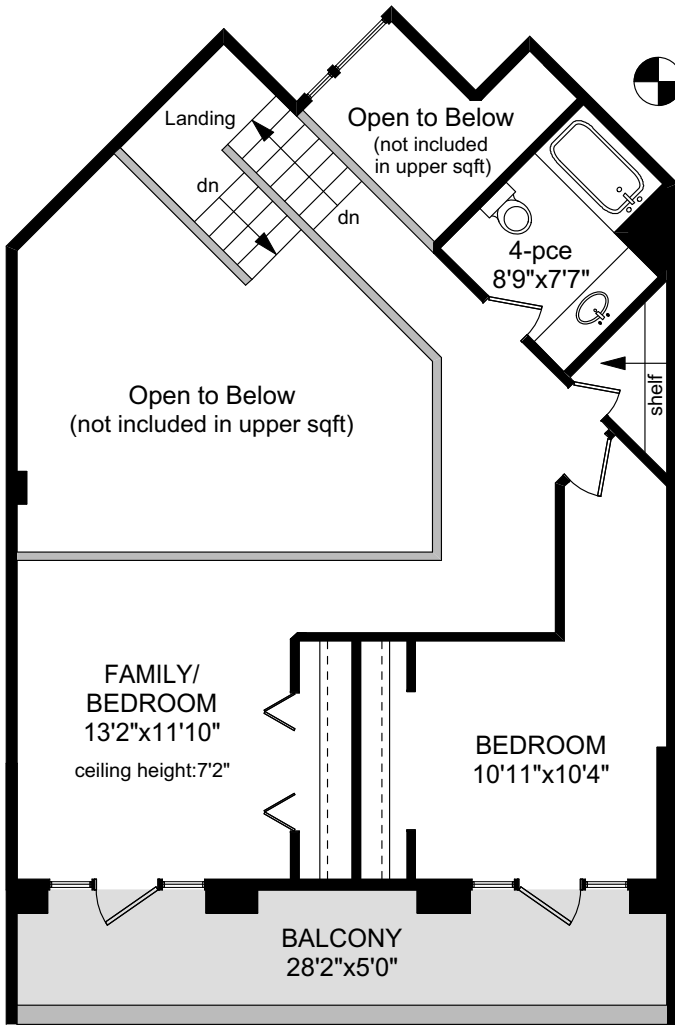 Landing
Open to Below
(not included
in upper sqft)
dn
dn
4-pce
8'9"x7'7"
shelf
Open to Below
(not included in upper sqft)
FAMILY/
BEDROOM
13'2"x11'10"
ceiling height:7'2"
BEDROOM
10'11"x10'4"
BALCONY
28'2"x5'0"